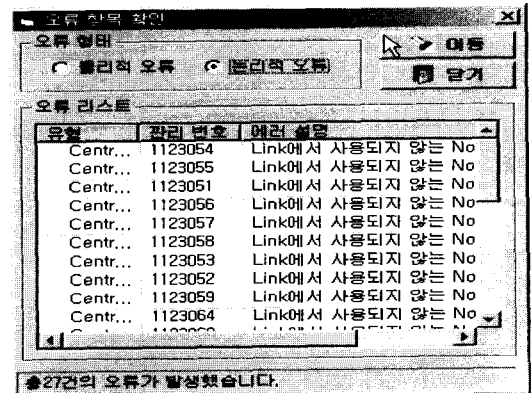 오류 항목 확인
오류 형태
물리적 오류 논리적 오류
이동
닫기
오류 리스트
유형 관리 번호 에러 설명
Centr... 1123054 Link에서 사용되지 않는 No
Centr... 1123055 Link에서 사용되지 않는 No
Centr... 1123051 Link에서 사용되지 않는 No
Centr... 1123056 Link에서 사용되지 않는 No
Centr... 1123057 Link에서 사용되지 않는 No
Centr... 1123058 Link에서 사용되지 않는 No
Centr... 1123053 Link에서 사용되지 않는 No
Centr... 1123052 Link에서 사용되지 않는 No
Centr... 1123059 Link에서 사용되지 않는 No
Centr... 1123064 Link에서 사용되지 않는 No
총27건의 오류가 발생했습니다.